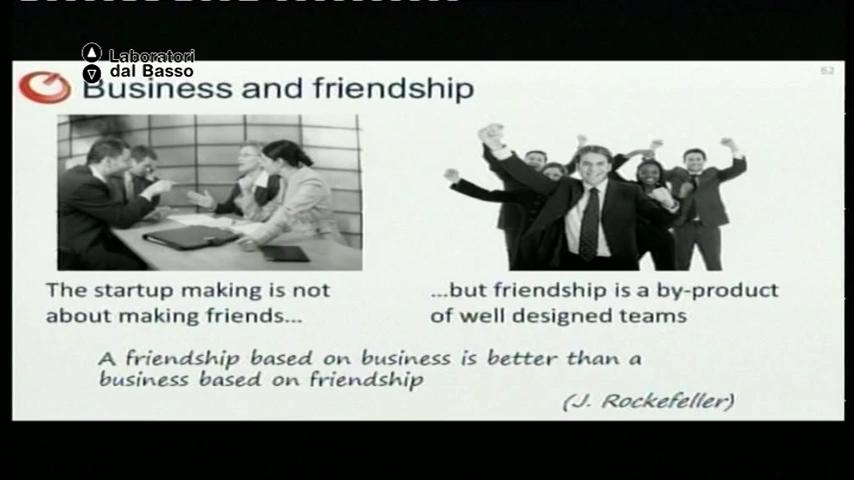 Laboratori
dal Basso
62
Business and friendship
The startup making is not
about making friends...
...but friendship is a by-product
of well designed teams
A friendship based on business is better than a
business based on friendship
(J. Rockefeller)